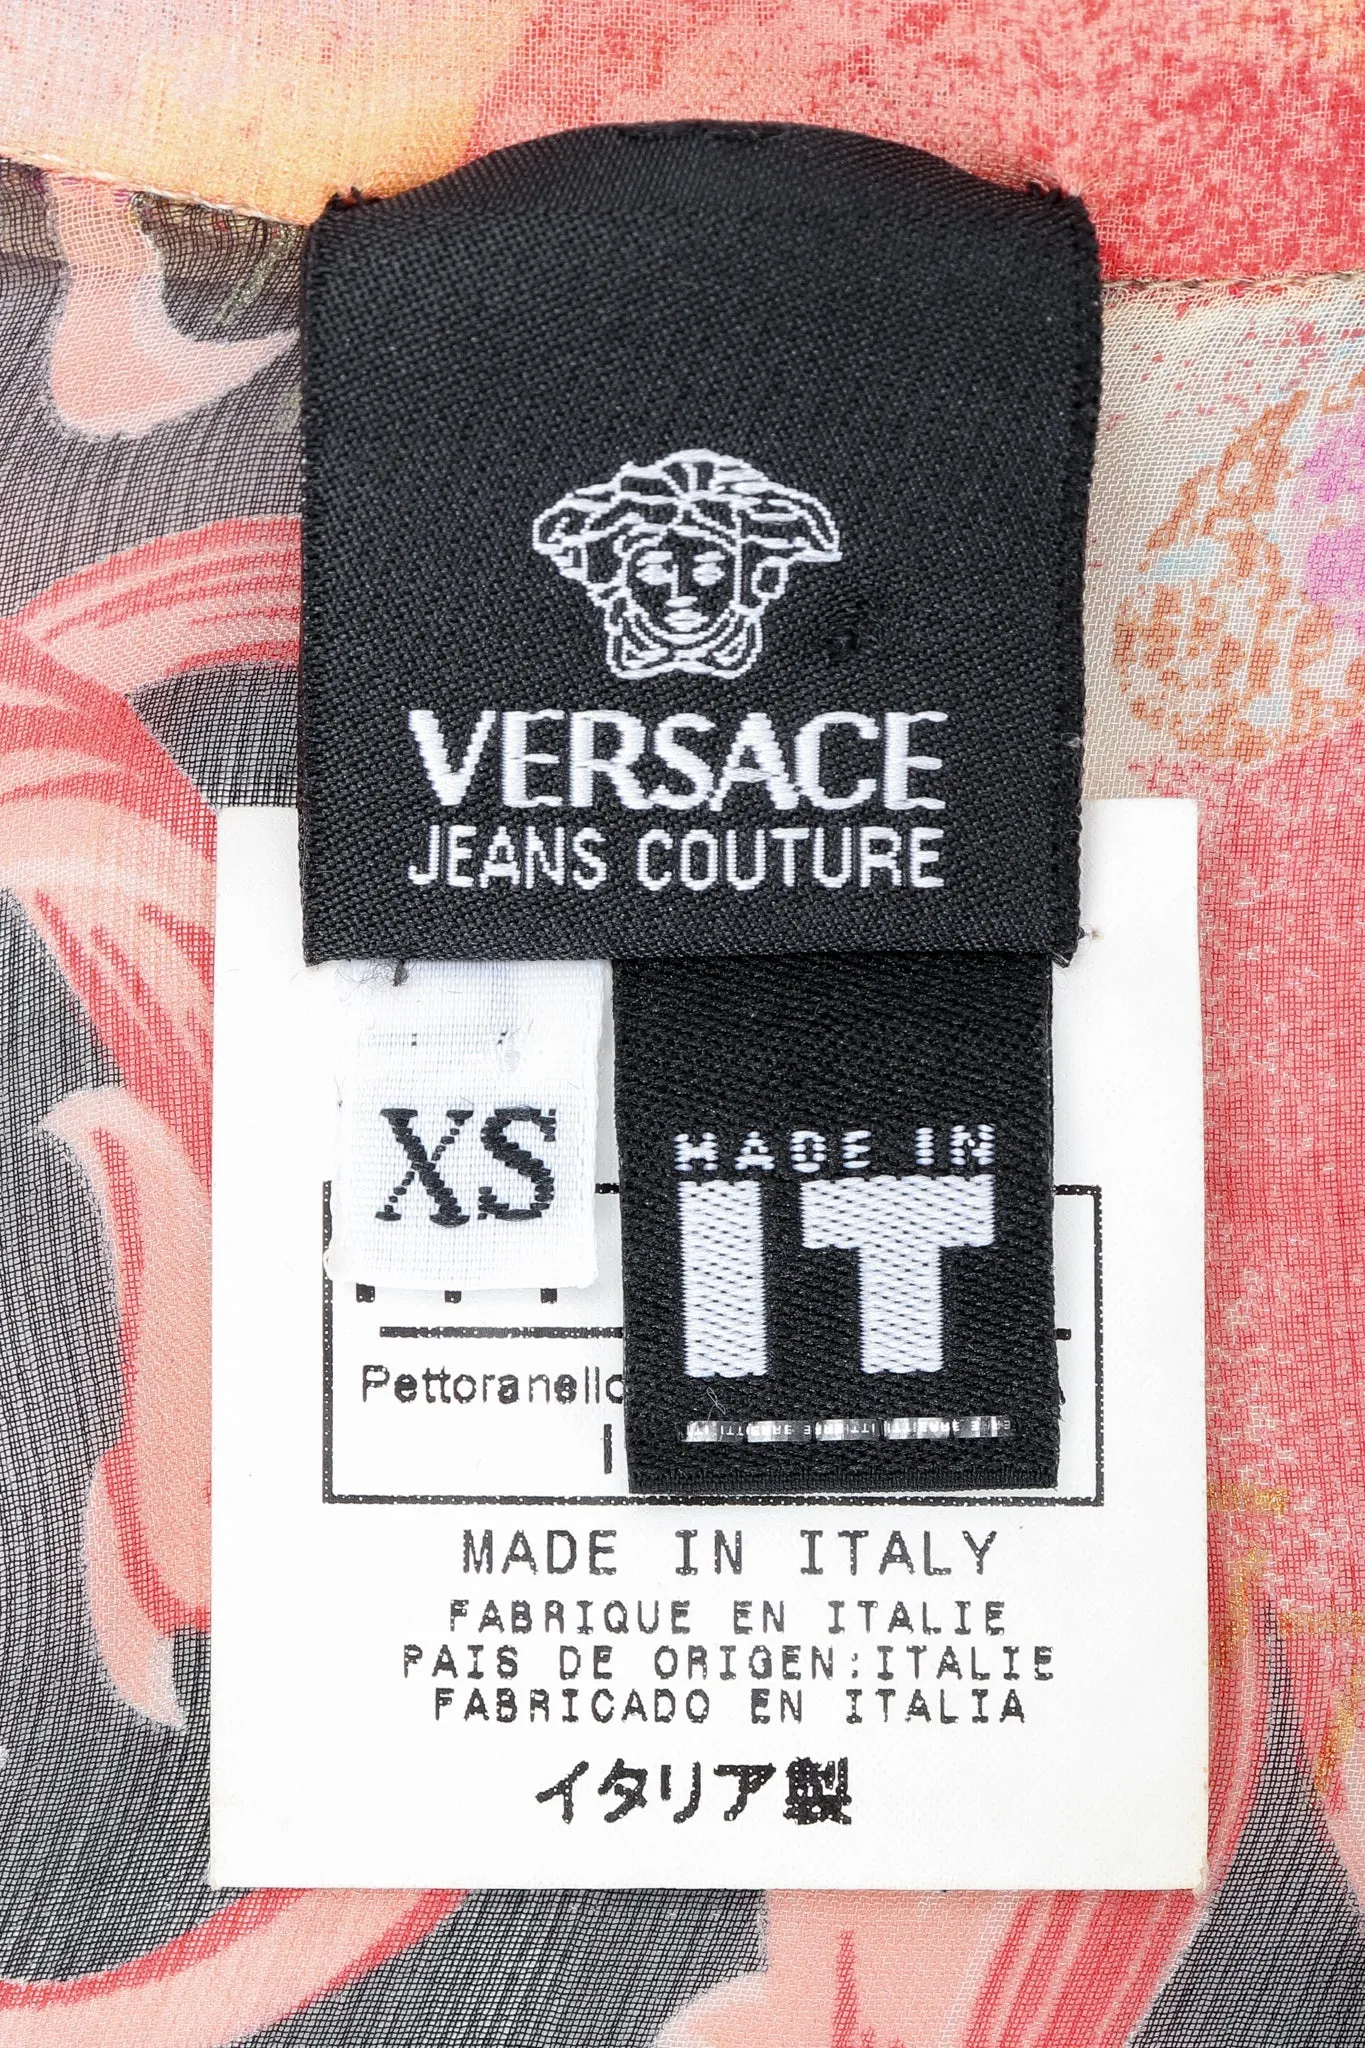 VERSACE
JEANS COUTURE
XS
MADE IN
IT
Pettoranello
MADE IN ITALY
FABRIQUE EN ITALIE
PAIS DE ORIGEN:ITALIE
FABRICADO EN ITALIA
イタリア製